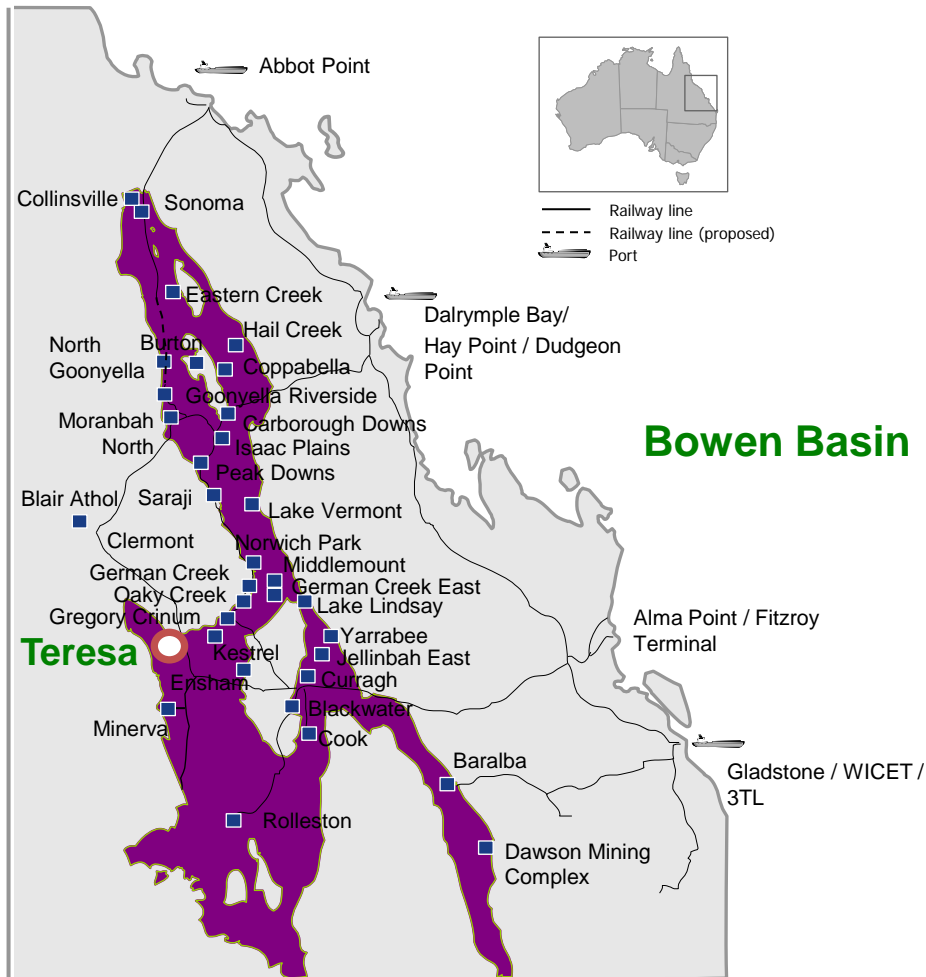 Abbot Point
Railway line
Railway line (proposed)
Port
Collinsville
Sonoma
Eastern Creek
Dalrymple Bay/
Hay Point / Dudgeon
Point
Hail Creek
North
Goonyella
Burton
Coppabella
Goonyella Riverside
Moranbah
North
Carborough Downs
Isaac Plains
Bowen Basin
Peak Downs
Blair Athol
Saraji
Lake Vermont
Clermont
Norwich Park
German Creek
Middlemount
Oaky Creek
German Creek East
Gregory Crinum
Lake Lindsay
Alma Point / Fitzroy
Terminal
Teresa
Kestrel
Yarrabee
Jellinbah East
Ensham
Curragh
Minerva
Blackwater
Cook
Baralba
Gladstone / WICET /
3TL
Rolleston
Dawson Mining
Complex